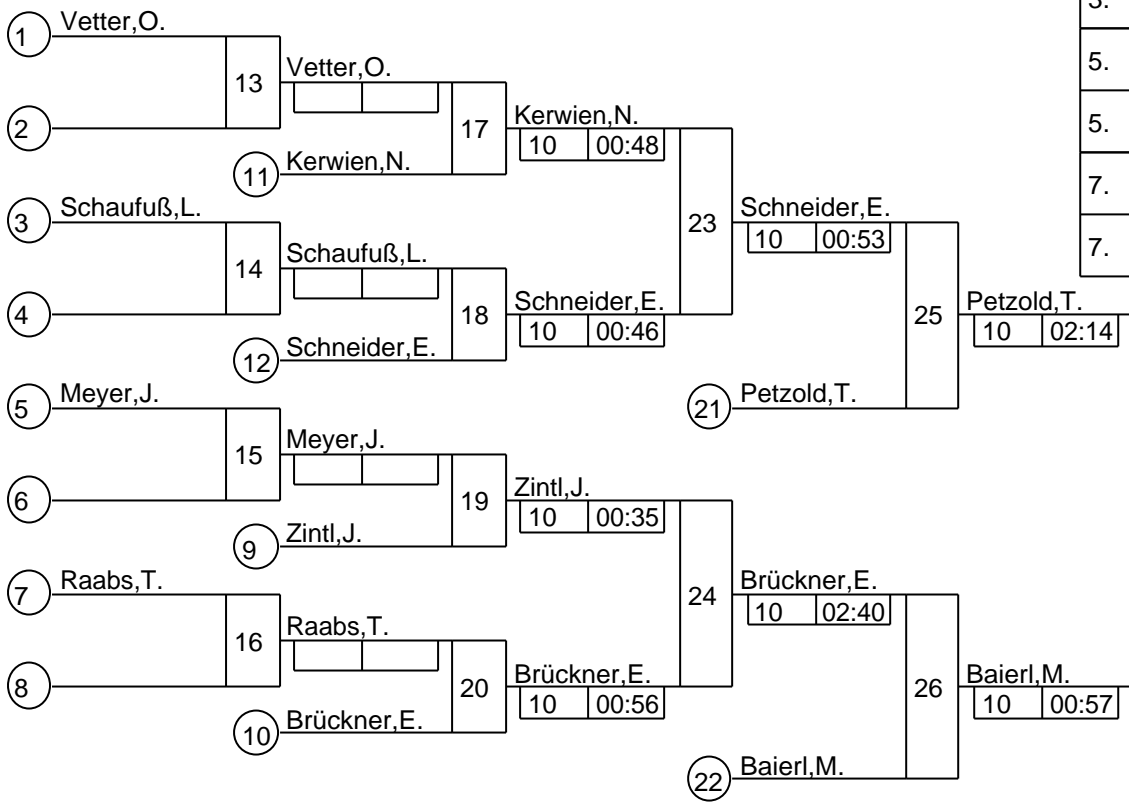 3.
1 Vetter,O.
5.
13 Vetter,O.
2
17 Kerwien,N.
5.
10 00:48
11 Kerwien,N.
7.
3 Schaufuß,L.
23 Schneider,E.
10 00:53
7.
14 Schaufuß,L.
4
18 Schneider,E.
10 00:46
25 Petzold,T.
10 02:14
12 Schneider,E.
21 Petzold,T.
5 Meyer,J.
15 Meyer,J.
6
19 Zintl,J.
10 00:35
9 Zintl,J.
7 Raabs,T.
24 Brückner,E.
10 02:40
16 Raabs,T.
8
20 Brückner,E.
10 00:56
26 Baierl,M.
10 00:57
10 Brückner,E.
22 Baierl,M.